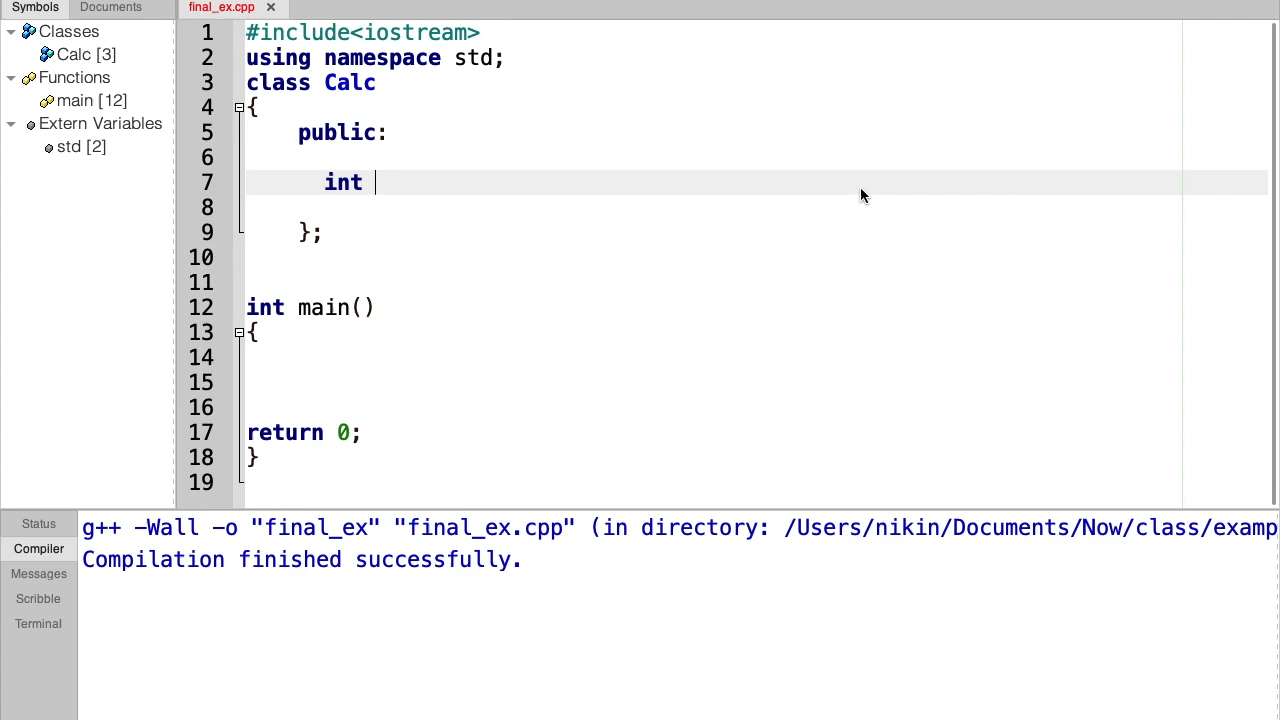 Symbols Documents
final_ex.cpp
Classes
Calc [3]
Functions
main [12]
Extern Variables
std [2]
1 #include<iostream>
2 using namespace std;
3 class Calc
4 {
5 public:
6
7 int
8
9 };
10
11
12 int main()
13 {
14
15
16
17 return 0;
18 }
19
Status
Compiler
Messages
Scribble
Terminal
g++ -Wall -o "final_ex" "final_ex.cpp" (in directory: /Users/nikin/Documents/Now/class/examp
Compilation finished successfully.